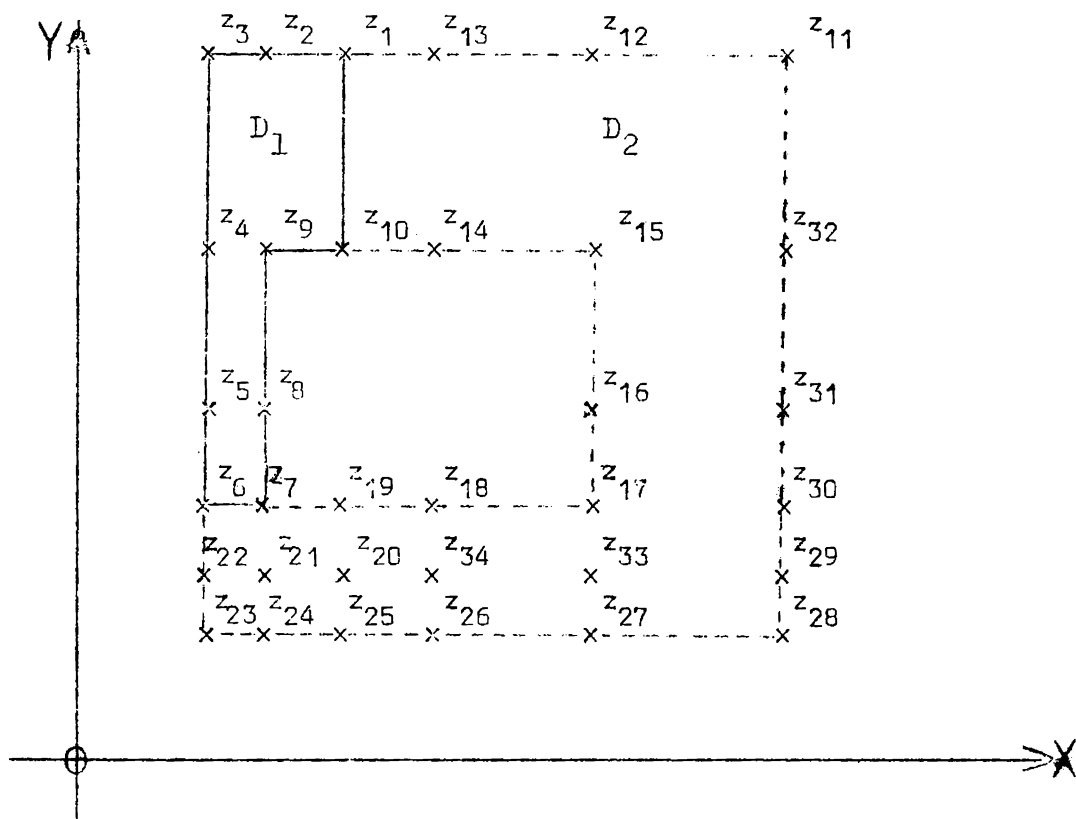 Y
z₃ z₂ z₁ z₁₃ z₁₂ z₁₁
D₁ D₂
z₄ z₉ z₁₀ z₁₄ z₁₅ z₃₂
z₅ z₈ z₁₆ z₃₁
z₆ z₇ z₁₉ z₁₈ z₁₇ z₃₀
z₂₂ z₂₁ z₂₀ z₃₄ z₃₃ z₂₉
z₂₃ z₂₄ z₂₅ z₂₆ z₂₇ z₂₈
O X